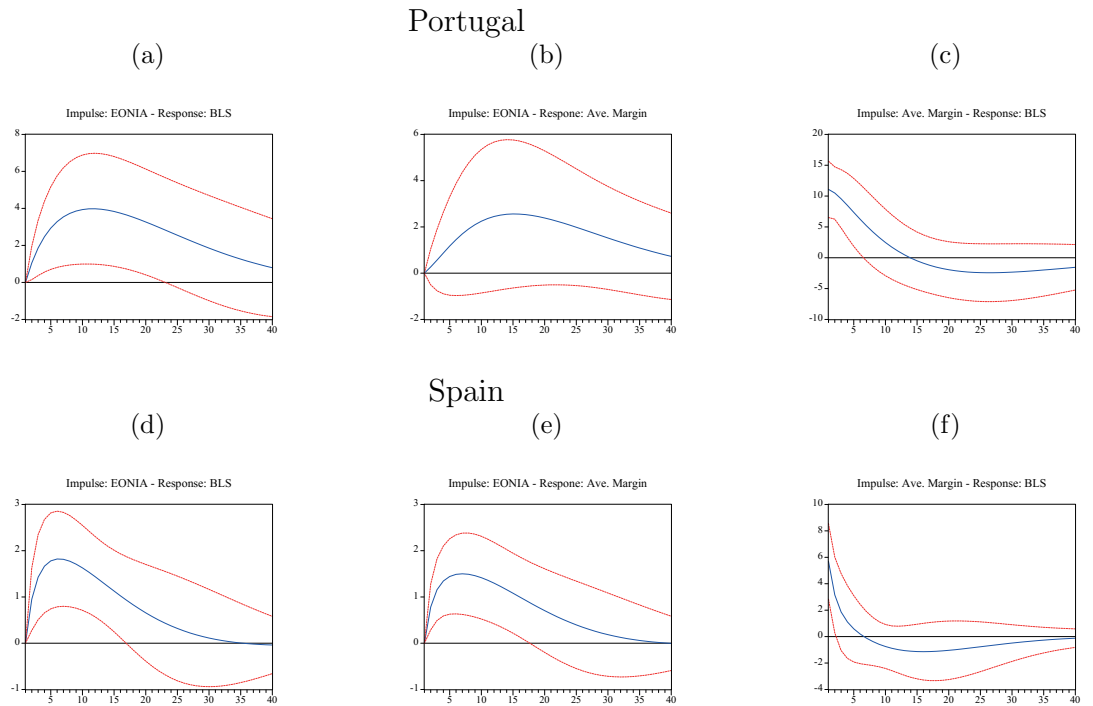 Portugal
(a) (b) (c)
Impulse: EONIA - Response: BLS
8
6
4
2
0
-2
5 10 15 20 25 30 35 40
Impulse: EONIA - Respone: Ave. Margin
6
4
2
0
-2
5 10 15 20 25 30 35 40
Impulse: Ave. Margin - Response: BLS
20
15
10
5
0
-5
-10
5 10 15 20 25 30 35 40
Spain
(d) (e) (f)
Impulse: EONIA - Response: BLS
3
2
1
0
-1
5 10 15 20 25 30 35 40
Impulse: EONIA - Respone: Ave. Margin
3
2
1
0
-1
5 10 15 20 25 30 35 40
Impulse: Ave. Margin - Response: BLS
10
8
6
4
2
0
-2
-4
5 10 15 20 25 30 35 40